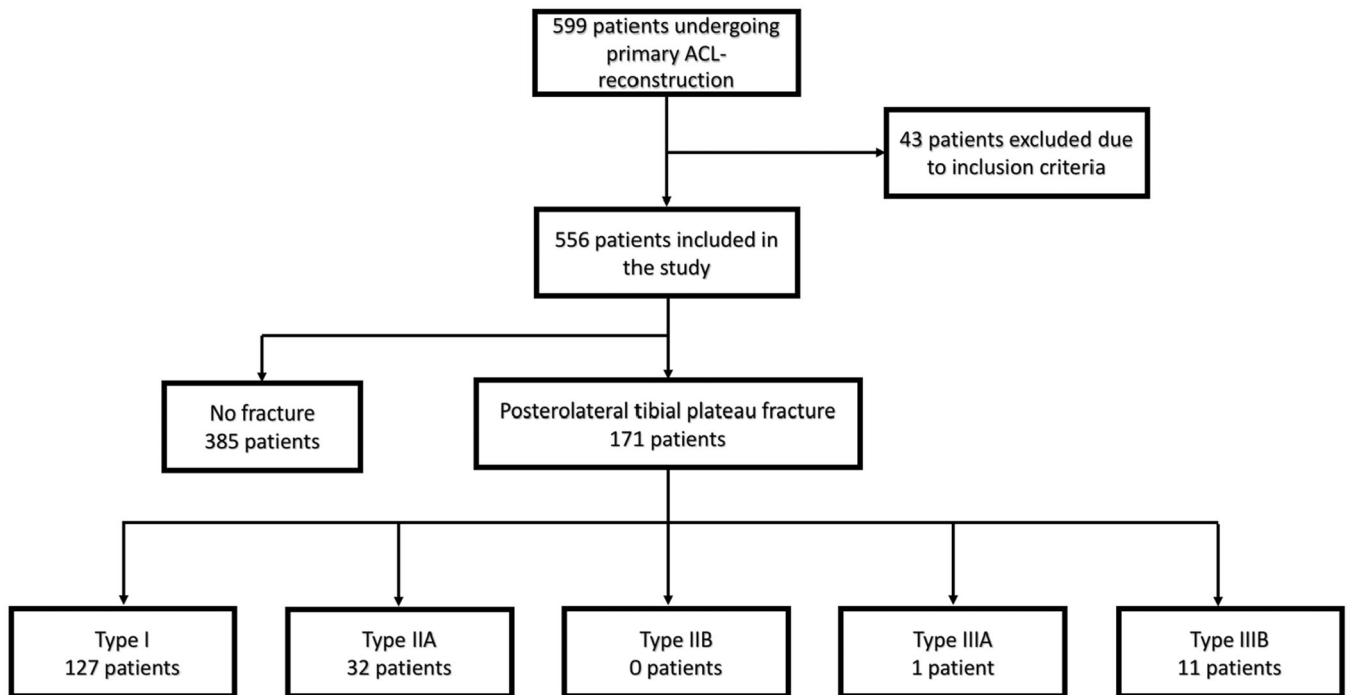 599 patients undergoing
primary ACL-
reconstruction
43 patients excluded due
to inclusion criteria
556 patients included in
the study
No fracture
385 patients
Posterolateral tibial plateau fracture
171 patients
Type I
127 patients
Type IIA
32 patients
Type IIB
0 patients
Type IIIA
1 patient
Type IIIB
11 patients